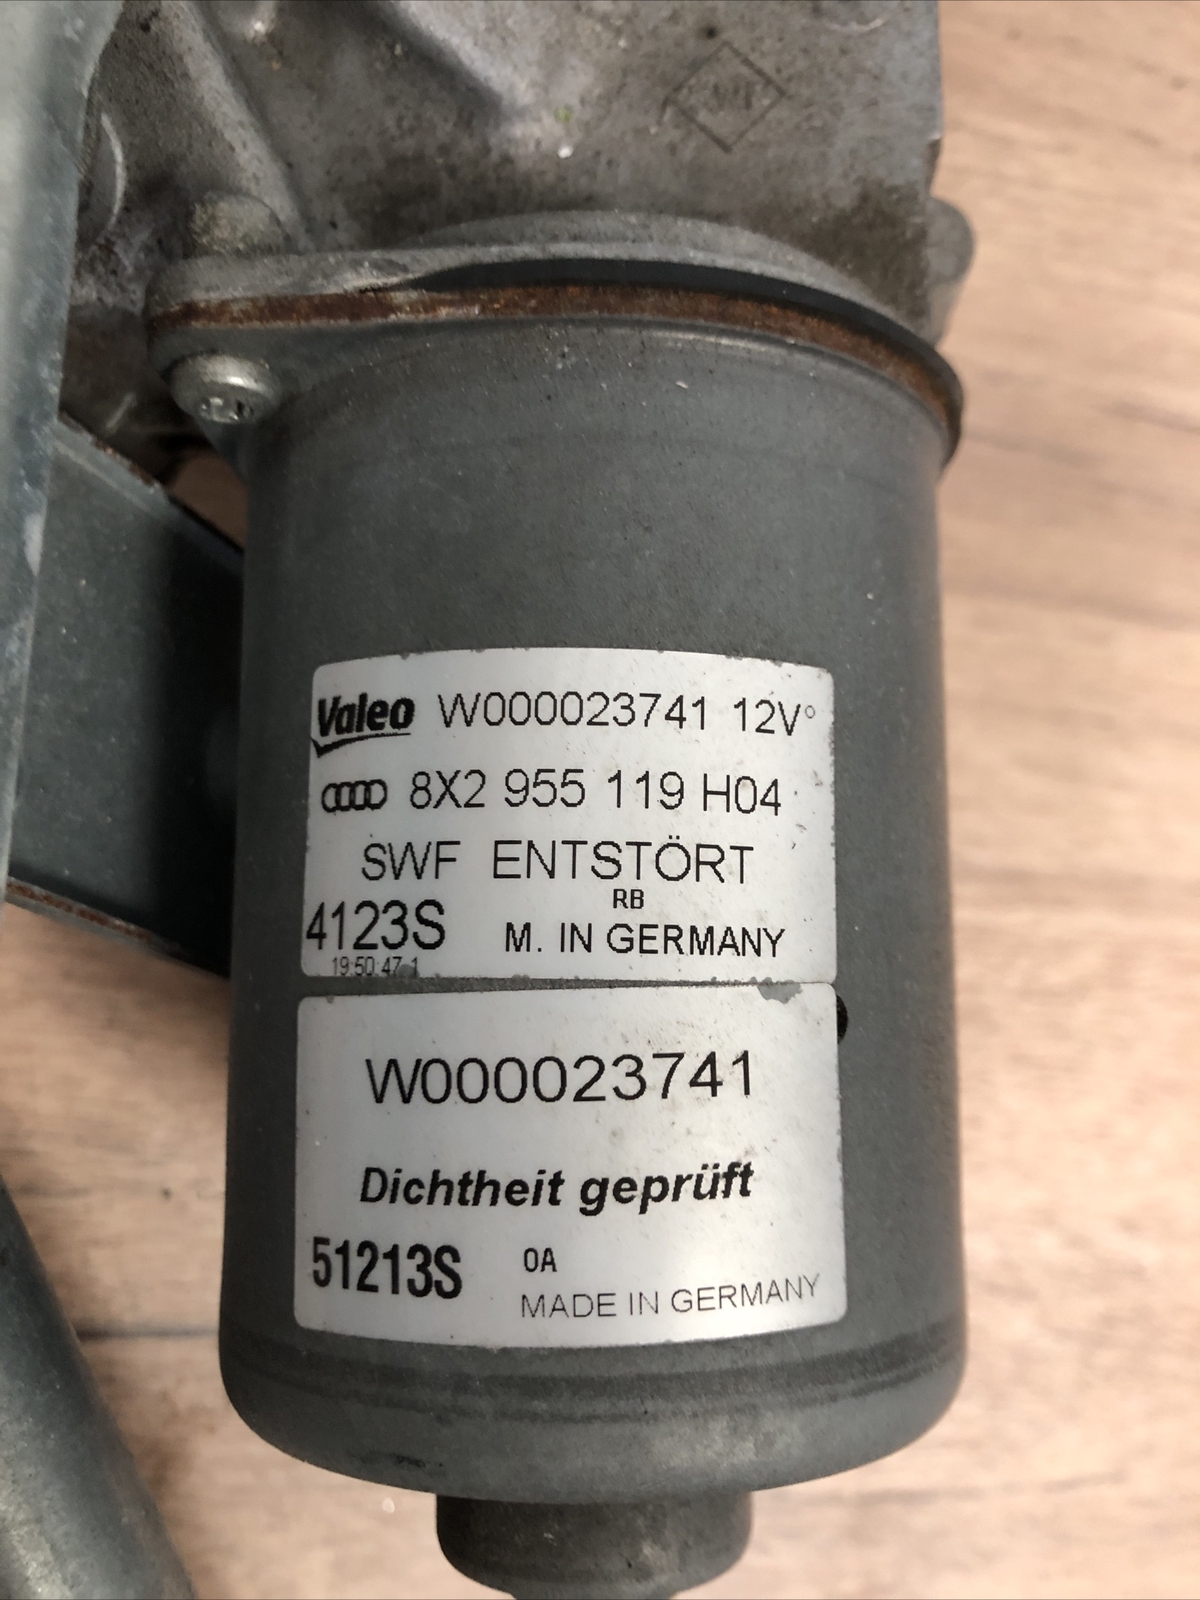 Valeo W000023741 12V°
8X2 955 119 H04
SWF ENTSTÖRT
RB
4123S M. IN GERMANY
19:50:47 1
W000023741
Dichtheit geprüft
51213S 0A
MADE IN GERMANY